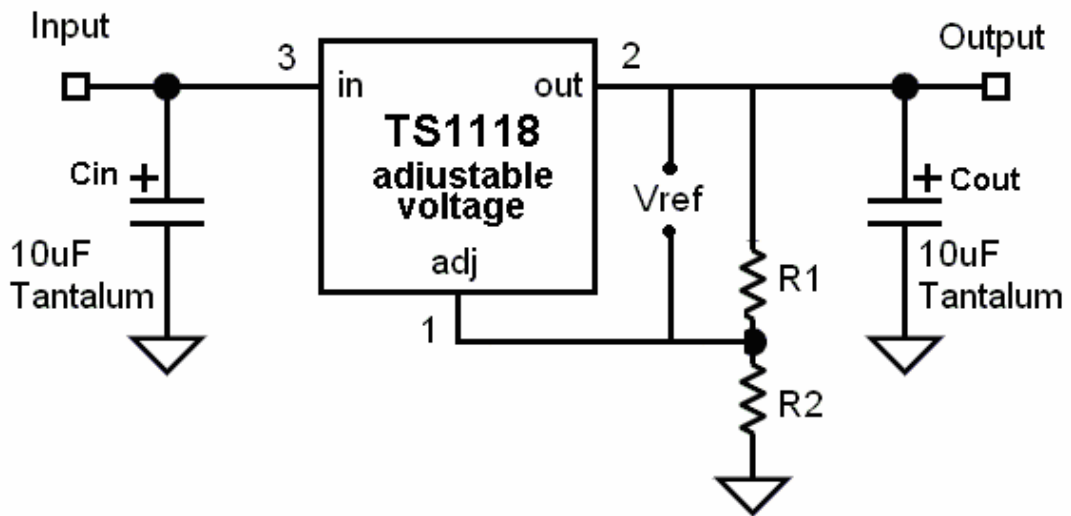 Input
3
in
out
2
Output
TS1118
adjustable
voltage
Cin +
Vref
+ Cout
10uF
Tantalum
adj
R1
10uF
Tantalum
1
R2